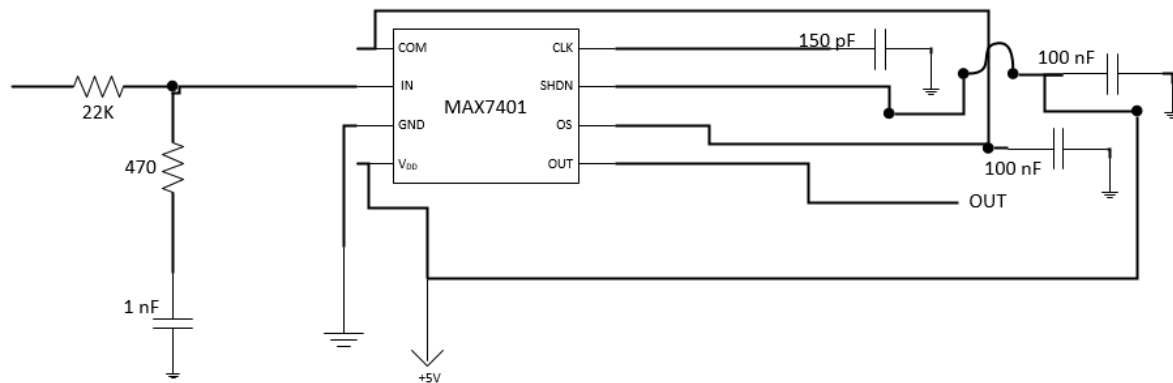 150 pF
100 nF
COM
CLK
IN
MAX7401
SHDN
22K
GND
OS
470
V_DD
OUT
100 nF
OUT
1 nF
+5V